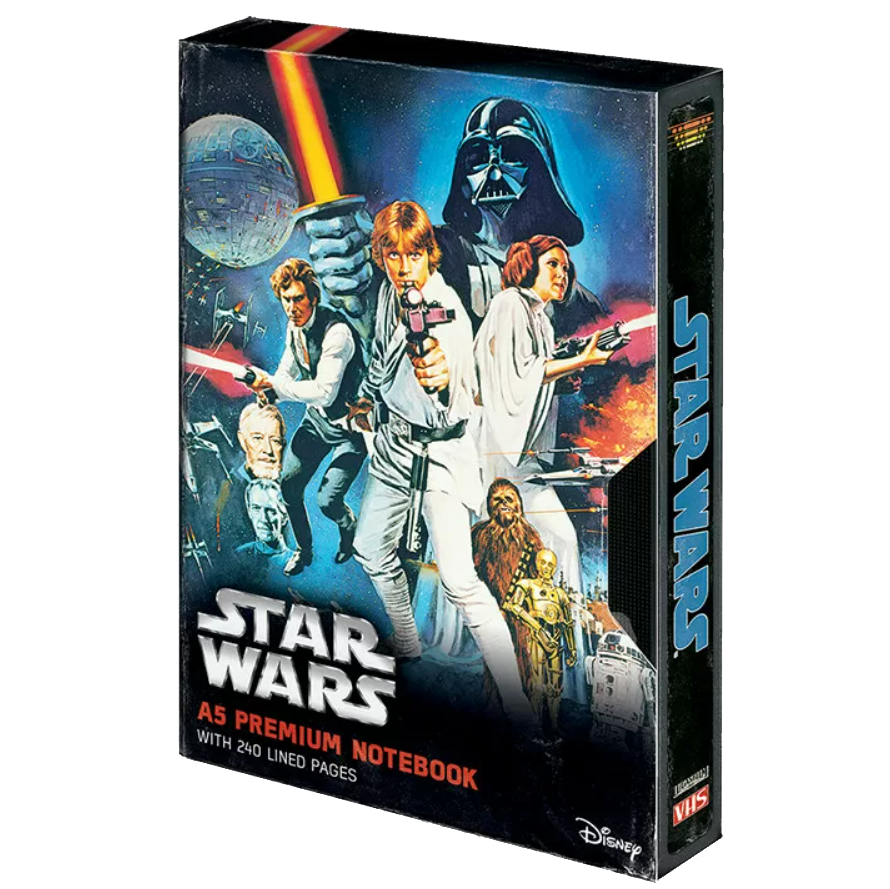 STAR
WARS
A5 PREMIUM NOTEBOOK
WITH 240 LINED PAGES
Disney
STAR WARS
VHS